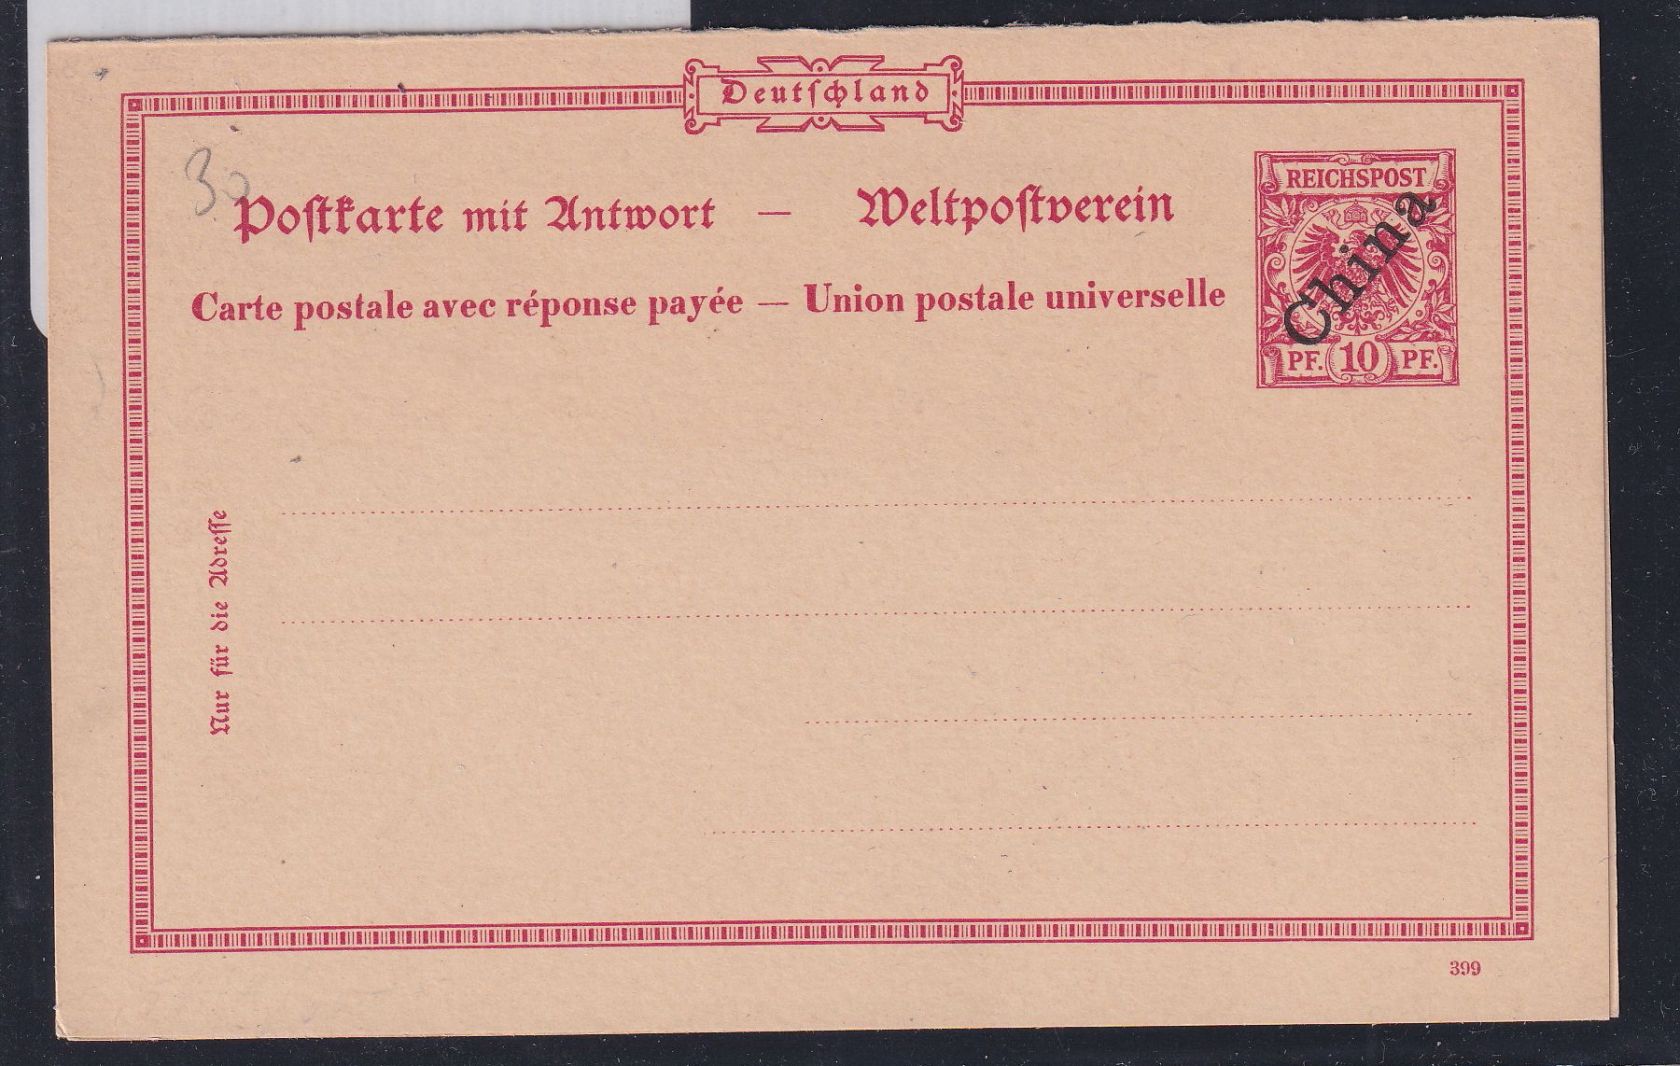 Deutſchland
30
Poſtkarte mit Antwort — Weltpoſtverein
Carte postale avec réponse payée — Union postale universelle
REICHSPOST
China
PF. 10 PF.
Nur für die Adreſſe
399